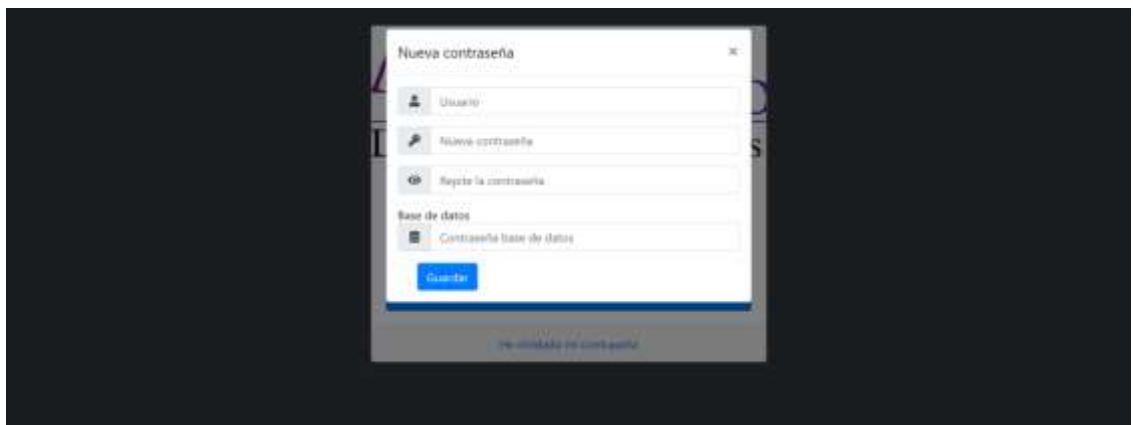 Nueva contraseña ×
Usuario
Nueva contraseña
Repite la contraseña
Base de datos
Contraseña base de datos
Guardar
He olvidado mi contraseña